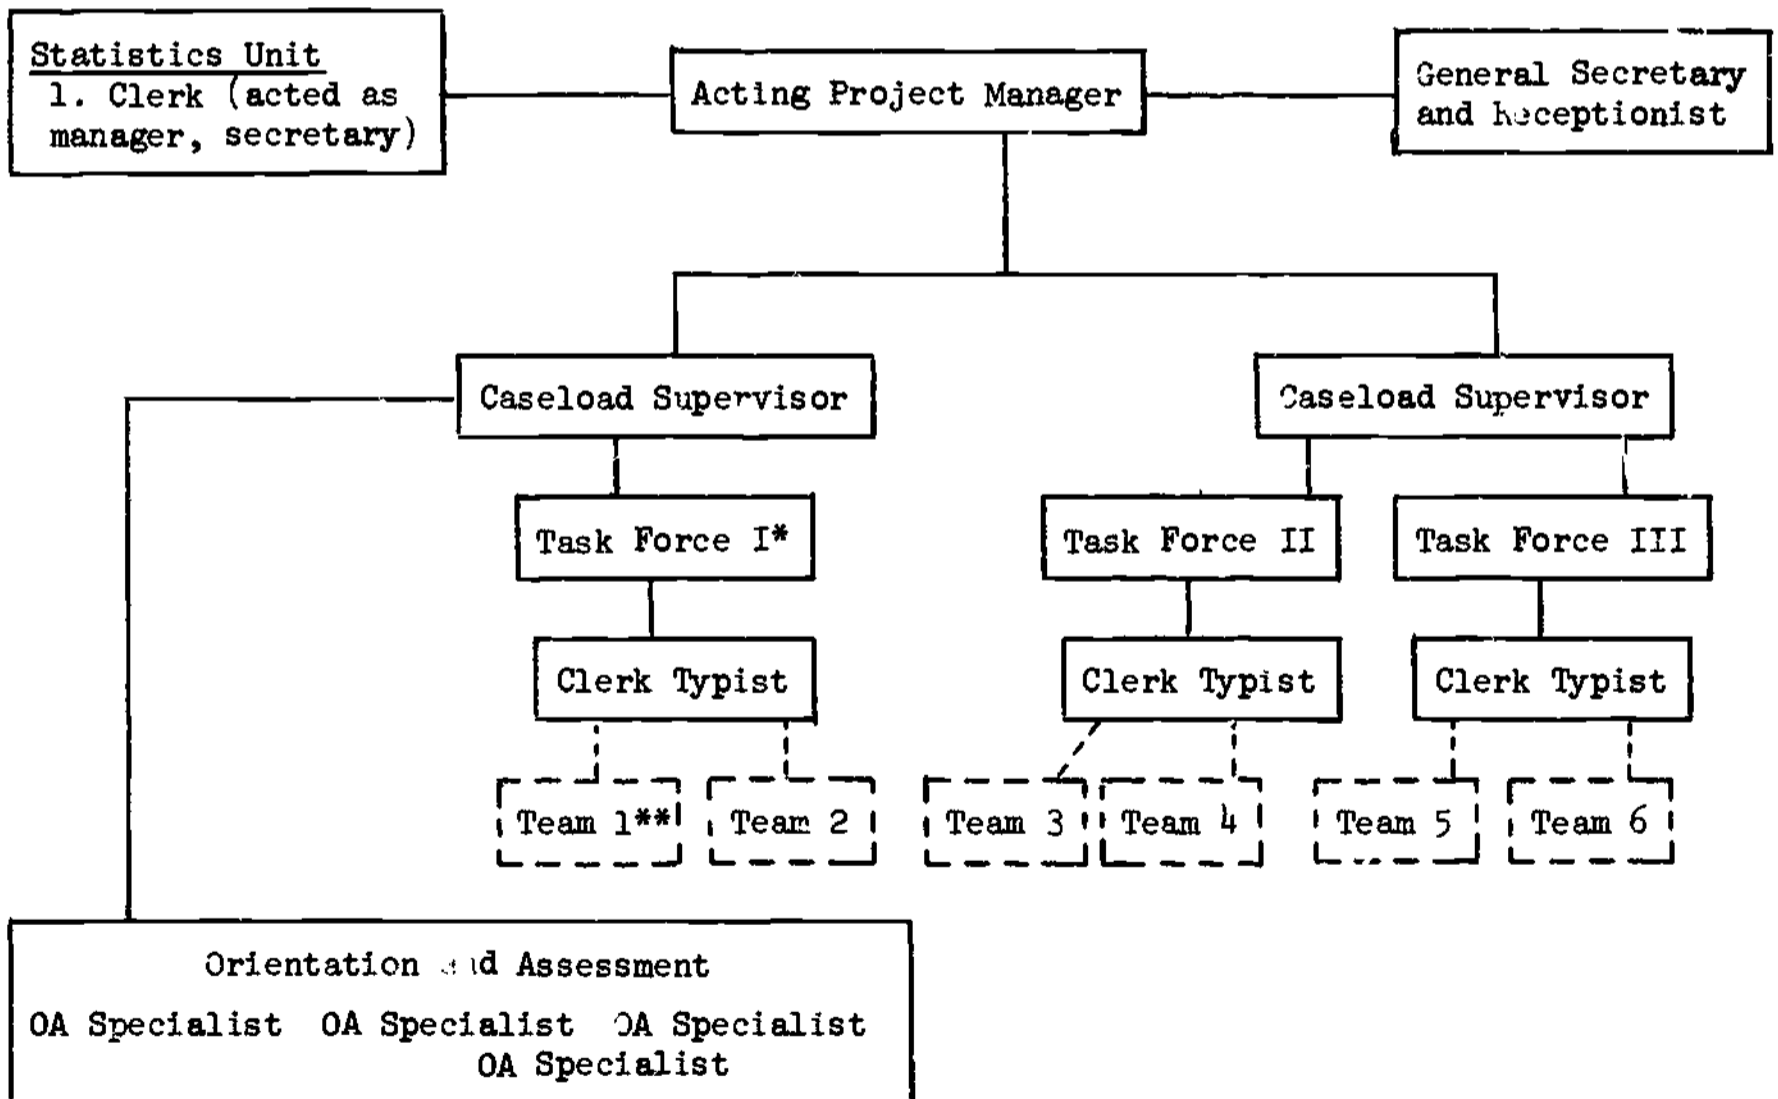 Statistics Unit
1. Clerk (acted as
manager, secretary)
Acting Project Manager
General Secretary
and Receptionist
Caseload Supervisor
Caseload Supervisor
Task Force I*
Task Force II
Task Force III
Clerk Typist
Clerk Typist
Clerk Typist
Team 1**
Team 2
Team 3
Team 4
Team 5
Team 6
Orientation and Assessment
OA Specialist OA Specialist OA Specialist
OA Specialist